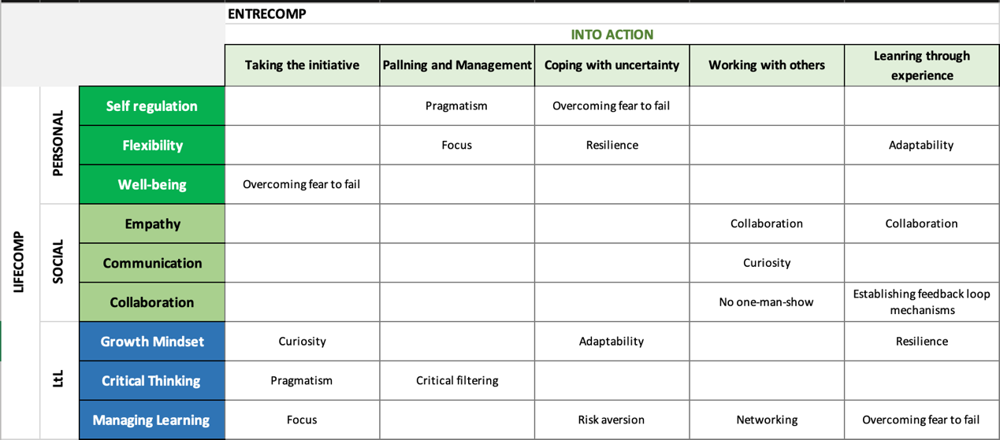 ENTRECOMP
INTO ACTION
Taking the initiative Pallning and Management Coping with uncertainty Working with others Leanring through experience
LIFECOMP
PERSONAL
Self regulation Pragmatism Overcoming fear to fail
Flexibility Focus Resilience Adaptability
Well-being Overcoming fear to fail
SOCIAL
Empathy Collaboration Collaboration
Communication Curiosity
Collaboration No one-man-show Establishing feedback loop mechanisms
LtL
Growth Mindset Curiosity Adaptability Resilience
Critical Thinking Pragmatism Critical filtering
Managing Learning Focus Risk aversion Networking Overcoming fear to fail